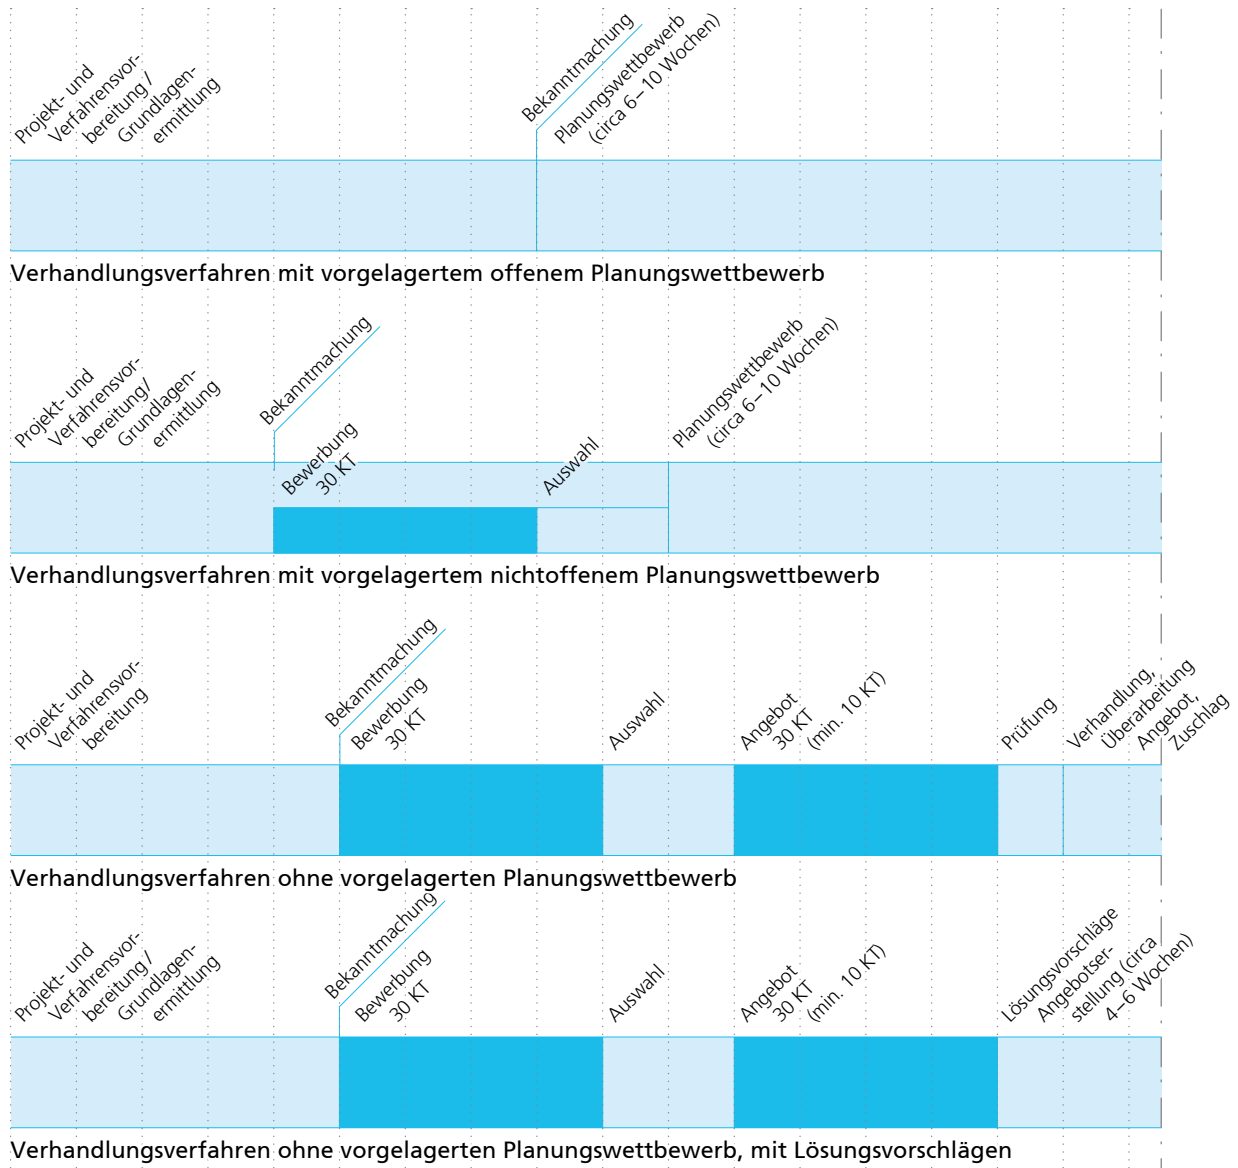 Projekt- und
Verfahrensvor-
bereitung /
Grundlagen-
ermittlung
Bekanntmachung
Planungswettbewerb
(circa 6–10 Wochen)
Verhandlungsverfahren mit vorgelagertem offenem Planungswettbewerb
Projekt- und
Verfahrensvor-
bereitung/
Grundlagen-
ermittlung
Bekanntmachung
Bewerbung
30 KT
Auswahl
Planungswettbewerb
(circa 6–10 Wochen)
Verhandlungsverfahren mit vorgelagertem nichtoffenem Planungswettbewerb
Projekt- und
Verfahrensvor-
bereitung
Bekanntmachung
Bewerbung
30 KT
Auswahl
Angebot
30 KT
(min. 10 KT)
Prüfung
Verhandlung,
Überarbeitung
Angebot,
Zuschlag
Verhandlungsverfahren ohne vorgelagerten Planungswettbewerb
Projekt- und
Verfahrensvor-
bereitung /
Grundlagen-
ermittlung
Bekanntmachung
Bewerbung
30 KT
Auswahl
Angebot
30 KT
(min. 10 KT)
Lösungsvorschläge
Angebotser-
stellung (circa
4–6 Wochen)
Verhandlungsverfahren ohne vorgelagerten Planungswettbewerb, mit Lösungsvorschlägen